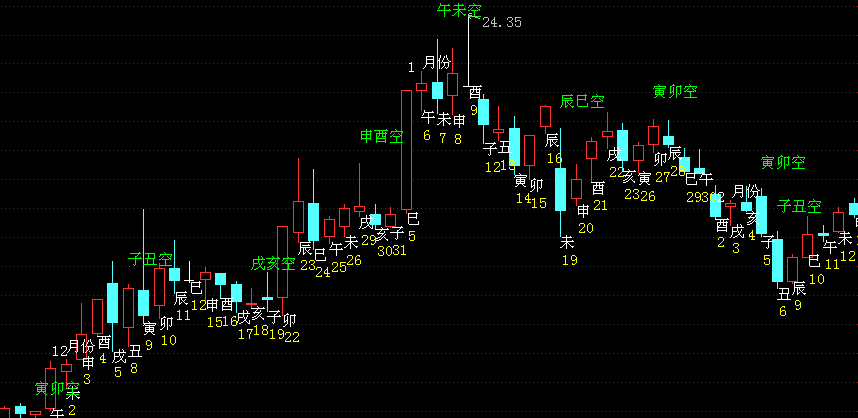 午未空
24.35
1 月份
午 未 申 酉
6 7 8 9
申酉空
辰巳空
寅卯空
子 丑 寅 卯 辰
12 13 14 15 16
未 申 酉 戌 亥 寅 卯 辰 巳 午
19 20 21 22 23 26 27 28 29 30
寅卯空
子丑空
2 月份
酉 戌 亥 子 丑 辰 巳 午 未
2 3 4 5 6 9 10 11 12
子丑空
戌亥空
辰 巳 午 未 戌 亥 子 巳
23 24 25 26 29 30 31 5
寅 卯 辰 巳 申 酉 戌 亥 子 卯
9 10 11 12 15 16 17 18 19 22
12月份
申 酉 戌 丑
3 4 5 8
寅卯空
午 未
2